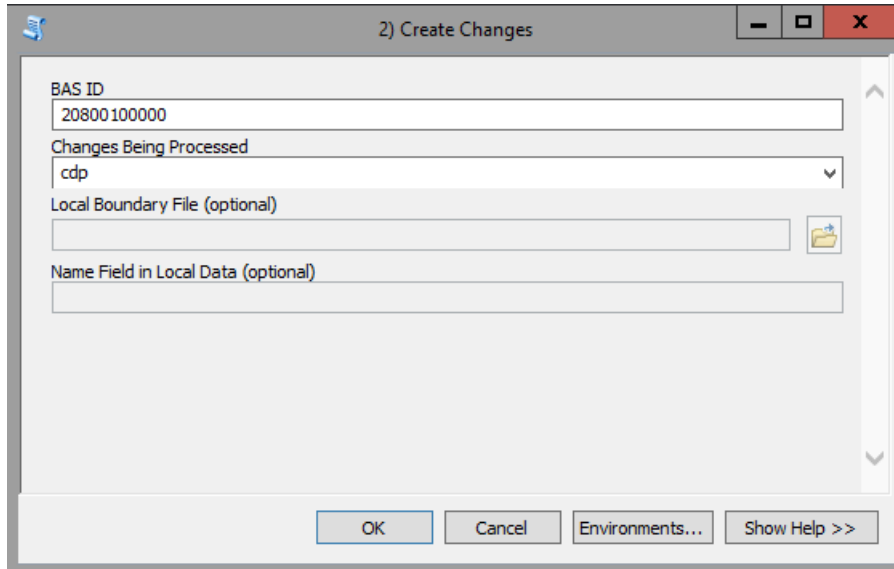 2) Create Changes
BAS ID
20800100000
Changes Being Processed
cdp
Local Boundary File (optional)
Name Field in Local Data (optional)
OK Cancel Environments... Show Help >>